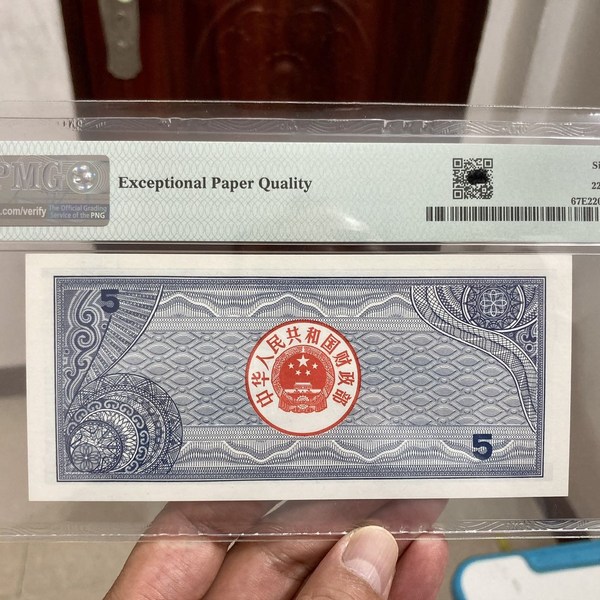 PMG
Exceptional Paper Quality
.com/verify
The Official Grading
Service of the PNG
67E220
5
中华人民共和国财政部
5